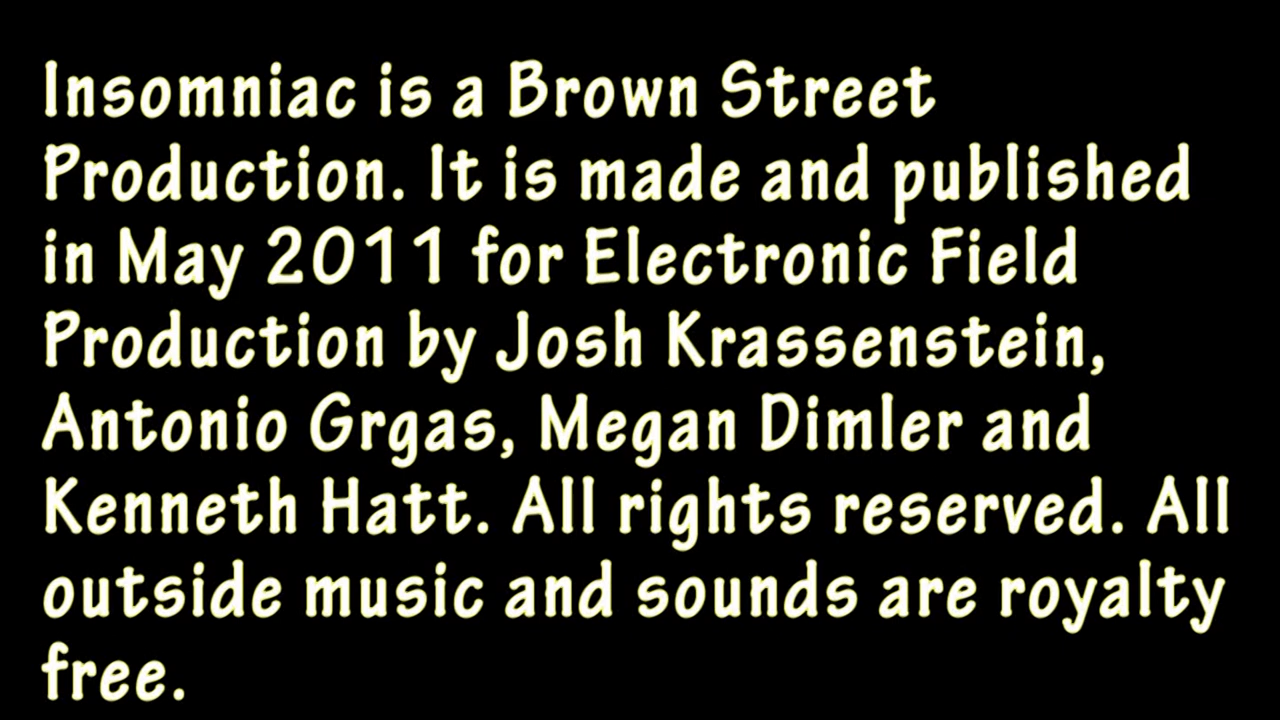 Insomniac is a Brown Street
Production. It is made and published
in May 2011 for Electronic Field
Production by Josh Krassenstein,
Antonio Grgas, Megan Dimler and
Kenneth Hatt. All rights reserved. All
outside music and sounds are royalty
free.